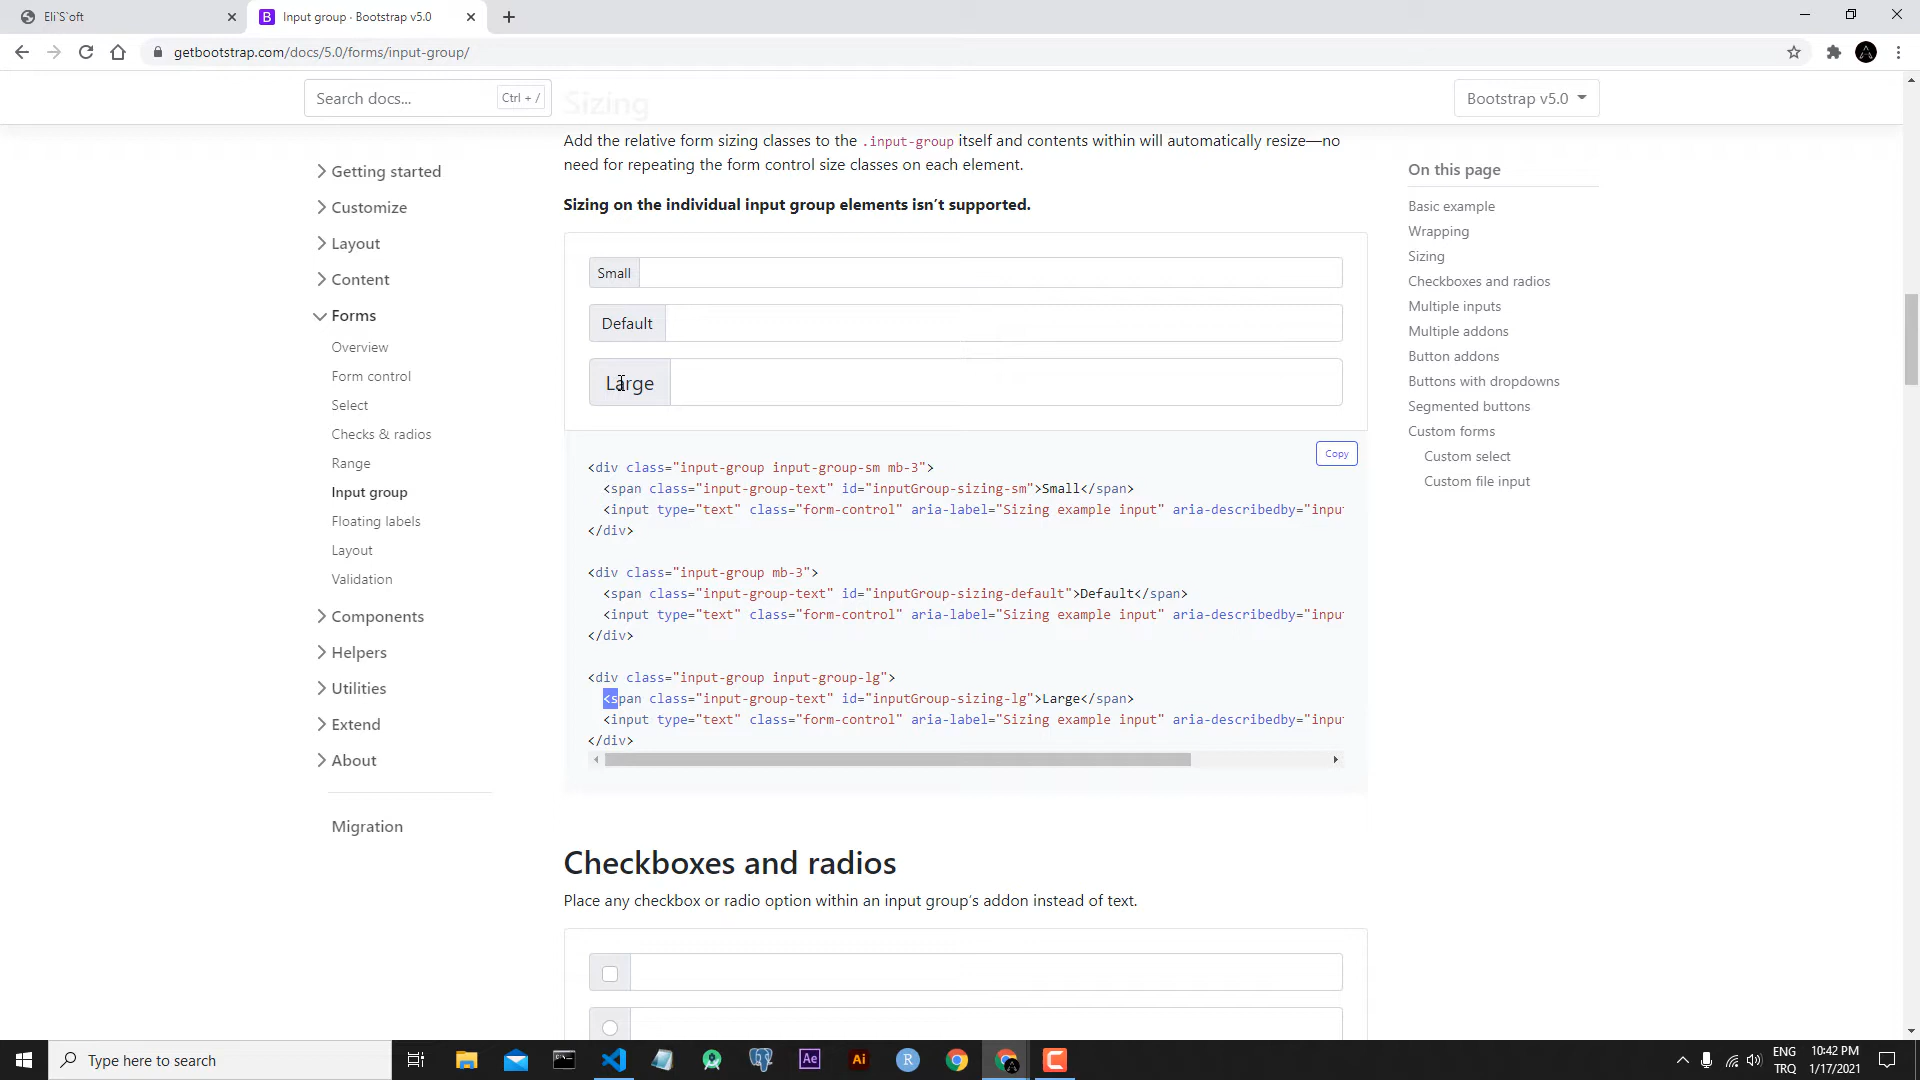 Eli`S`oft
Input group · Bootstrap v5.0
getbootstrap.com/docs/5.0/forms/input-group/
Search docs...
Ctrl + /
Sizing
Bootstrap v5.0
Add the relative form sizing classes to the .input-group itself and contents within will automatically resize—no
need for repeating the form control size classes on each element.
Sizing on the individual input group elements isn't supported.
Small
Default
Large
Copy
<div class="input-group input-group-sm mb-3">
<span class="input-group-text" id="inputGroup-sizing-sm">Small</span>
<input type="text" class="form-control" aria-label="Sizing example input" aria-describedby="inpu
</div>
<div class="input-group mb-3">
<span class="input-group-text" id="inputGroup-sizing-default">Default</span>
<input type="text" class="form-control" aria-label="Sizing example input" aria-describedby="inpu
</div>
<div class="input-group input-group-lg">
<span class="input-group-text" id="inputGroup-sizing-lg">Large</span>
<input type="text" class="form-control" aria-label="Sizing example input" aria-describedby="inpu
</div>
Checkboxes and radios
Place any checkbox or radio option within an input group's addon instead of text.
Getting started
Customize
Layout
Content
Forms
Overview
Form control
Select
Checks & radios
Range
Input group
Floating labels
Layout
Validation
Components
Helpers
Utilities
Extend
About
Migration
On this page
Basic example
Wrapping
Sizing
Checkboxes and radios
Multiple inputs
Multiple addons
Button addons
Buttons with dropdowns
Segmented buttons
Custom forms
Custom select
Custom file input
Type here to search
Ae
Ai
R
ENG
TRQ
10:42 PM
1/17/2021